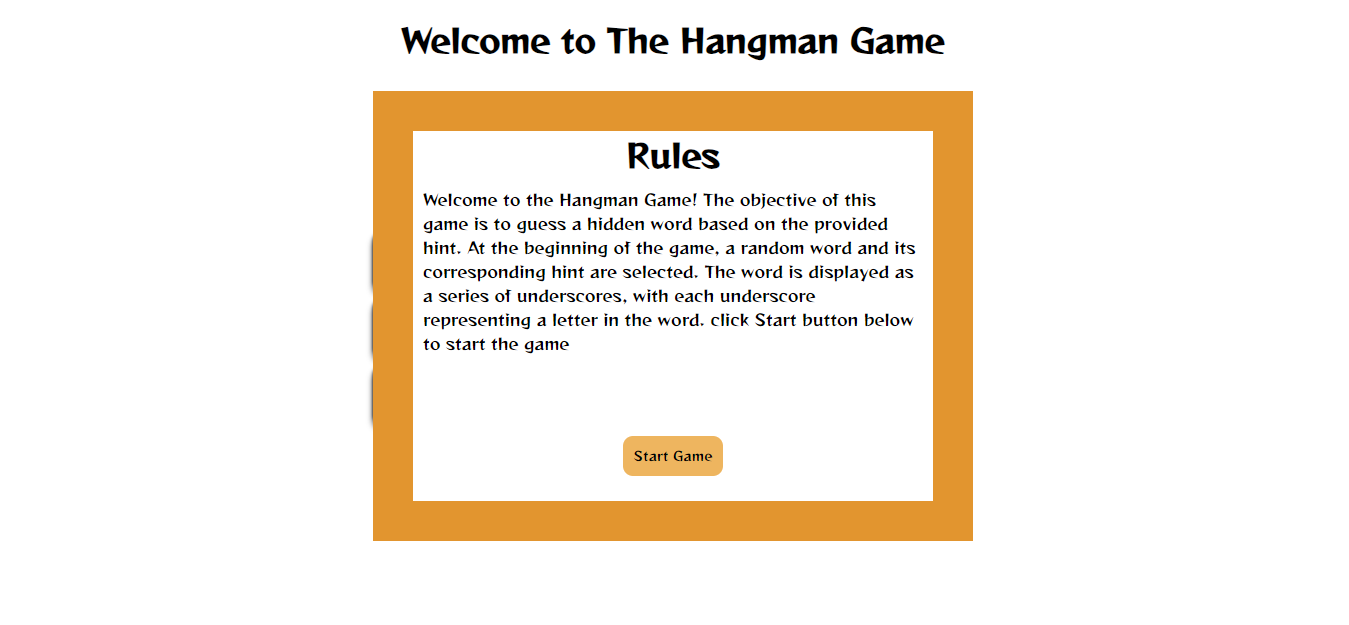 Welcome to The Hangman Game
Rules
Welcome to the Hangman Game! The objective of this
game is to guess a hidden word based on the provided
hint. At the beginning of the game, a random word and its
corresponding hint are selected. The word is displayed as
a series of underscores, with each underscore
representing a letter in the word. click Start button below
to start the game
Start Game